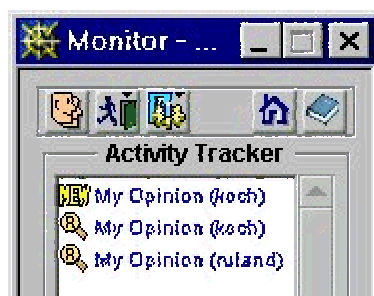 Monitor - ...
Activity Tracker
NEW My Opinion (koch)
R My Opinion (koch)
R My Opinion (ruland)